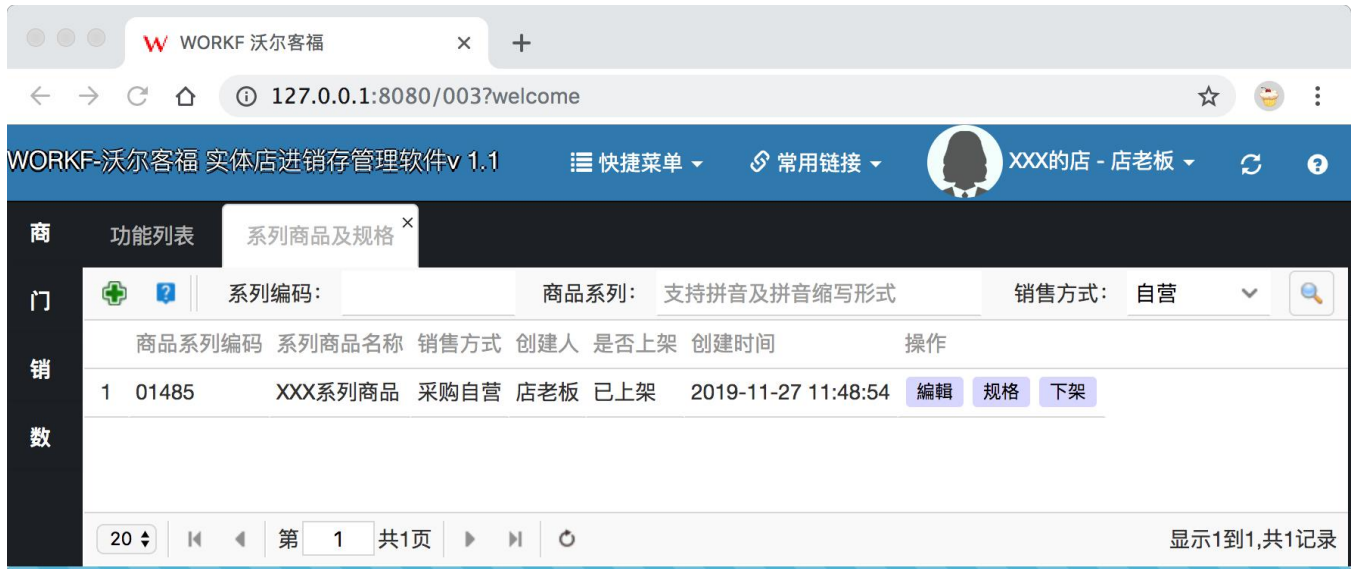 WORKF 沃尔客福
127.0.0.1:8080/003?welcome
WORKF-沃尔客福 实体店进销存管理软件v 1.1 快捷菜单 常用链接 XXX的店 - 店老板
商 功能列表 系列商品及规格
门 系列编码： 商品系列： 支持拼音及拼音缩写形式 销售方式： 自营
商品系列编码 系列商品名称 销售方式 创建人 是否上架 创建时间 操作
销
1 01485 XXX系列商品 采购自营 店老板 已上架 2019-11-27 11:48:54 编辑 规格 下架
数
20 第 1 共1页 显示1到1,共1记录